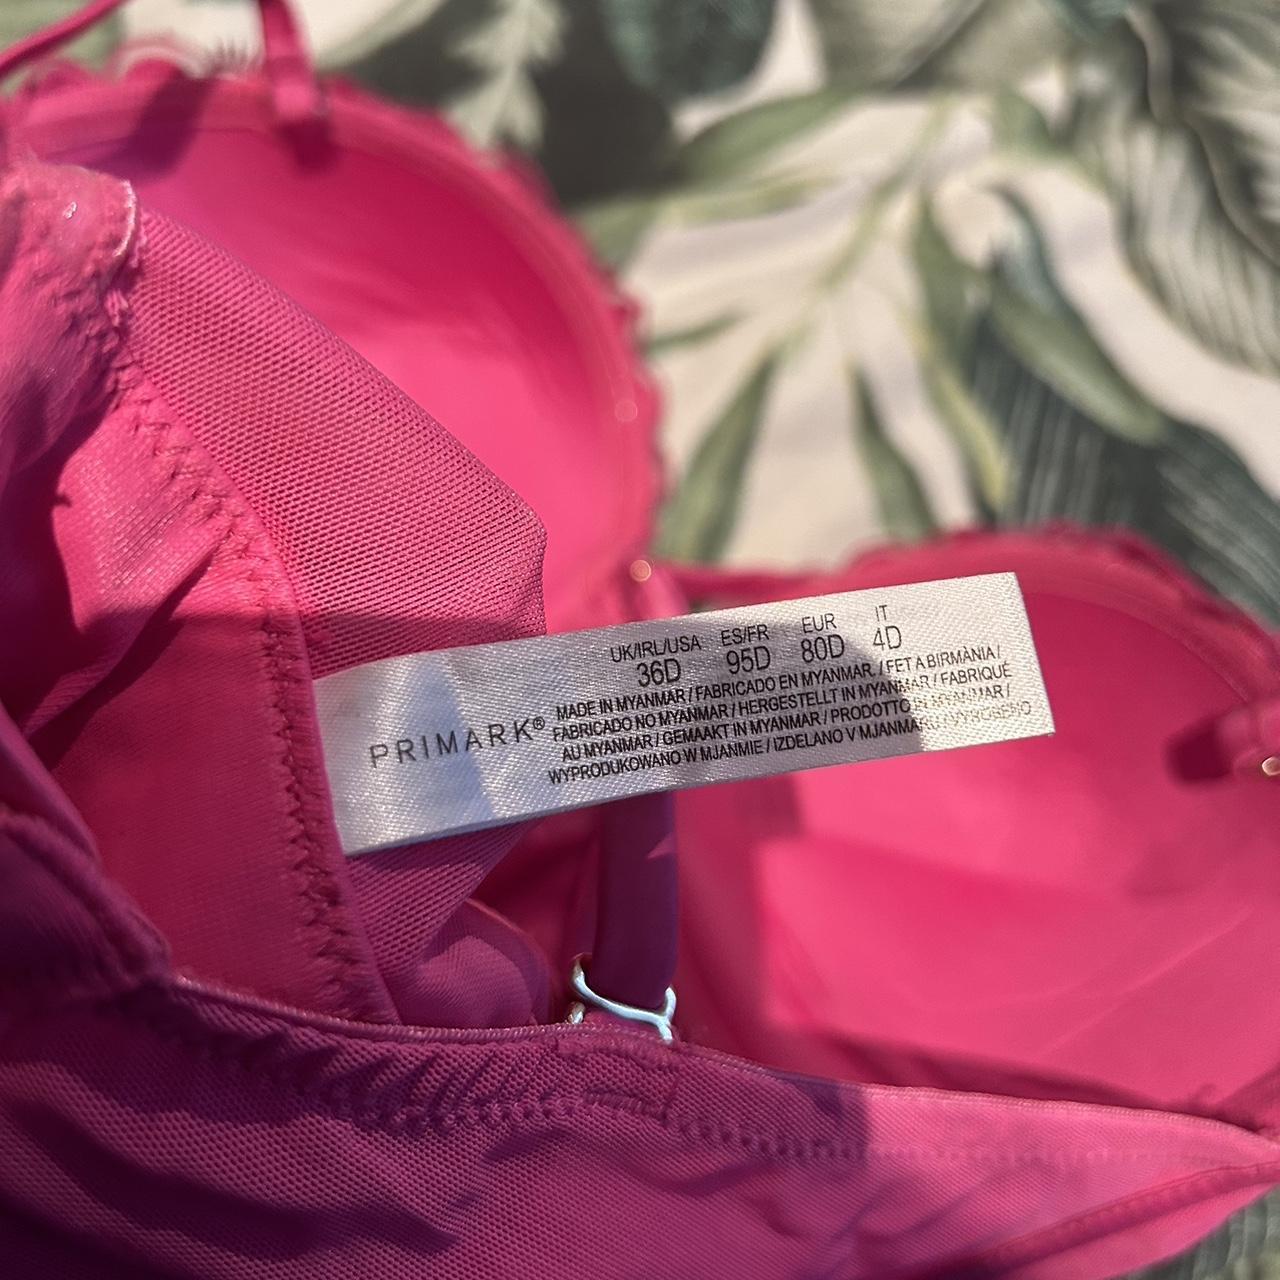 PRIMARK®
UK/IRL/USA ES/FR EUR IT
36D 95D 80D 4D
MADE IN MYANMAR / FABRICADO EN MYANMAR. / FET A BIRMÀNIA /
FABRICADO NO MYANMAR / HERGESTELLT IN MYANMAR / FABRIQUÉ
AU MYANMAR / GEMAAKT IN MYANMAR / PRODOTTO IN MYANMAR /
WYPRODUKOWANO W MJANMIE / IZDELANO V MJANMARU / VYROBENO